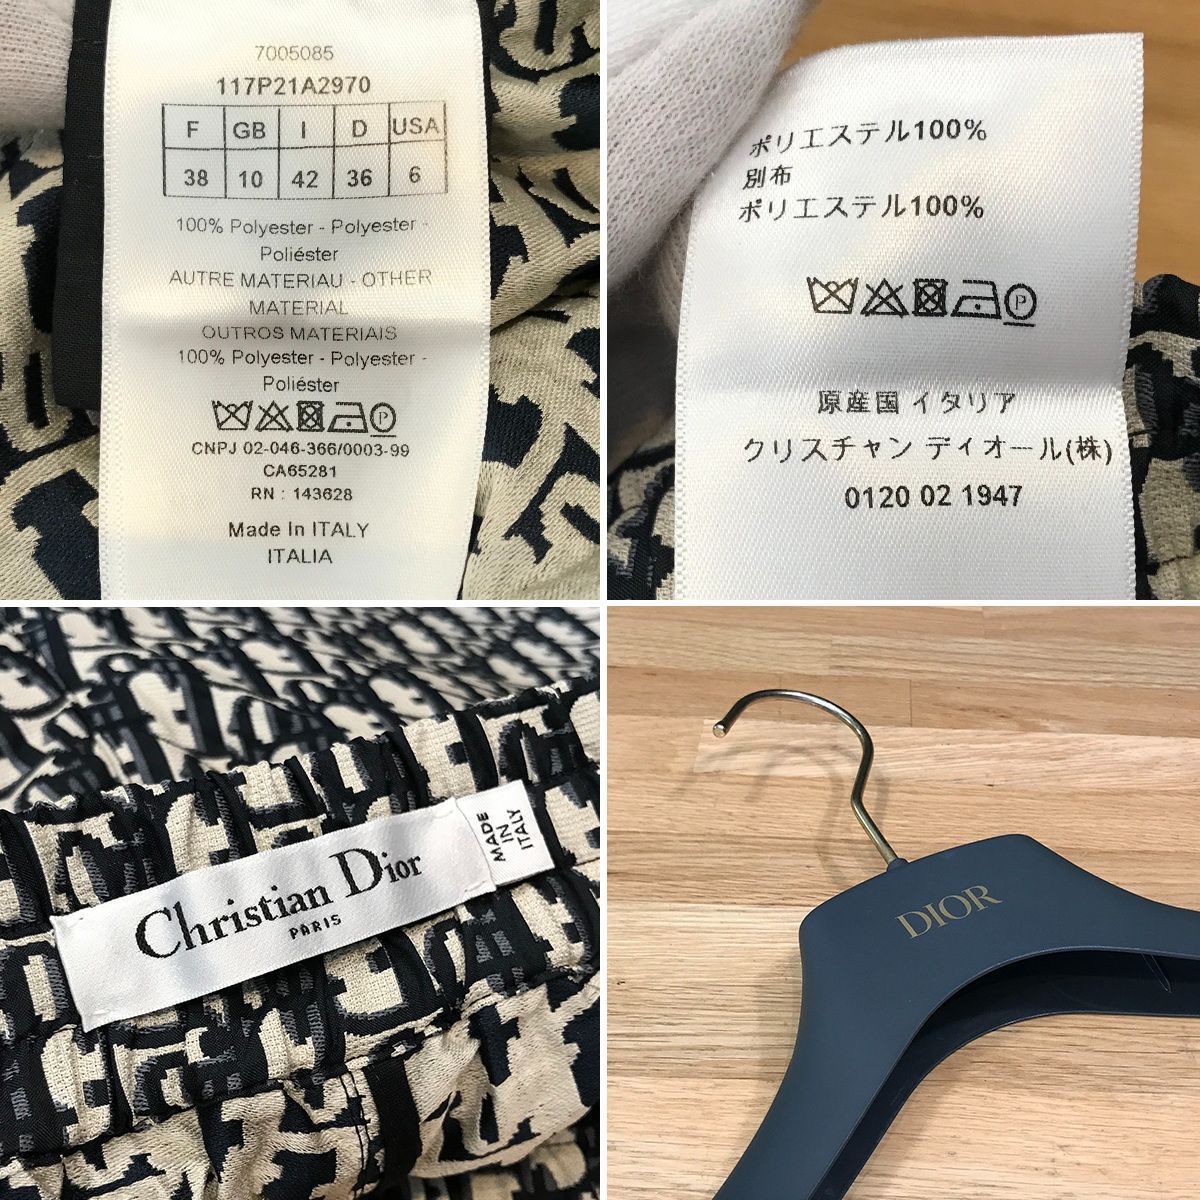 7005085
117P21A2970
F GB I D USA
38 10 42 36 6
100% Polyester - Polyester -
Poliéster
AUTRE MATERIAU - OTHER
MATERIAL
OUTROS MATERIAIS
100% Polyester - Polyester -
Poliéster
P
CNPJ 02-046-366/0003-99
CA65281
RN : 143628
Made In ITALY
ITALIA
ポリエステル100%
別布
ポリエステル100%
P
原産国 イタリア
クリスチャン ディオール(株)
0120 02 1947
Christian Dior
PARIS
MADE
IN
ITALY
DIOR